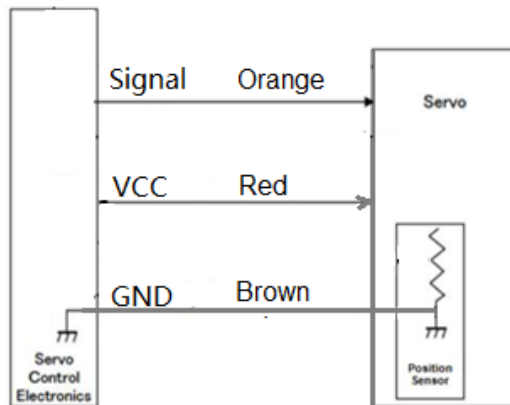 Signal Orange
Servo
VCC Red
GND Brown
Servo
Control
Electronics
Position
Sensor